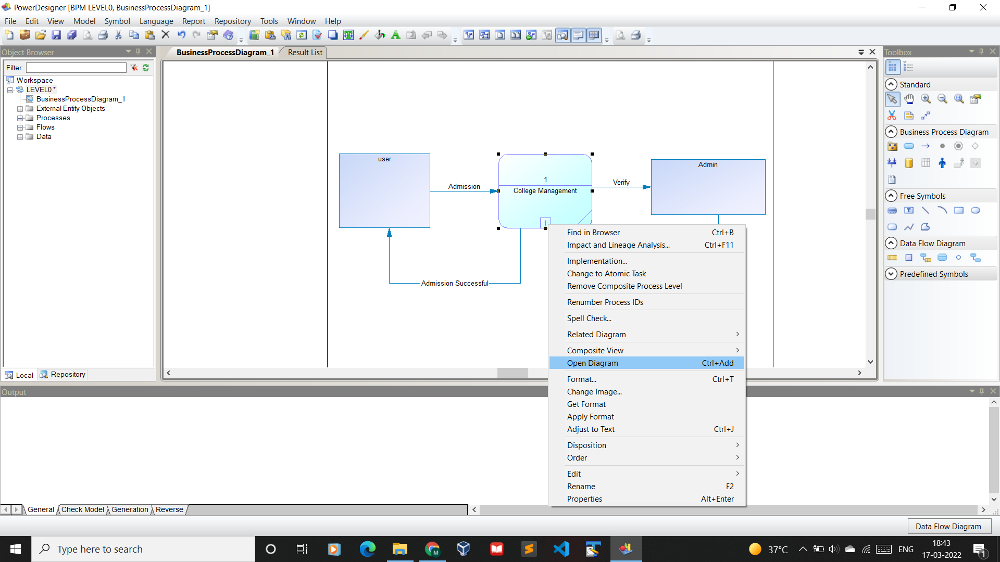 PowerDesigner [BPM LEVEL0, BusinessProcessDiagram_1]
File Edit View Model Symbol Language Report Repository Tools Window Help
Object Browser
Filter:
Workspace
LEVEL0 *
BusinessProcessDiagram_1
External Entity Objects
Processes
Flows
Data
Local Repository
BusinessProcessDiagram_1 Result List
user
Admission
1
College Management
Verify
Admin
Admission Successful
Find in Browser Ctrl+B
Impact and Lineage Analysis... Ctrl+F11
Implementation...
Change to Atomic Task
Remove Composite Process Level
Renumber Process IDs
Spell Check...
Related Diagram
Composite View
Open Diagram Ctrl+Add
Format... Ctrl+T
Change Image...
Get Format
Apply Format
Adjust to Text Ctrl+J
Disposition
Order
Edit
Rename F2
Properties Alt+Enter
Toolbox
Standard
Business Process Diagram
Free Symbols
Data Flow Diagram
Predefined Symbols
Output
General Check Model Generation Reverse
Data Flow Diagram
Type here to search
M
37°C
ENG
18:43
17-03-2022
1